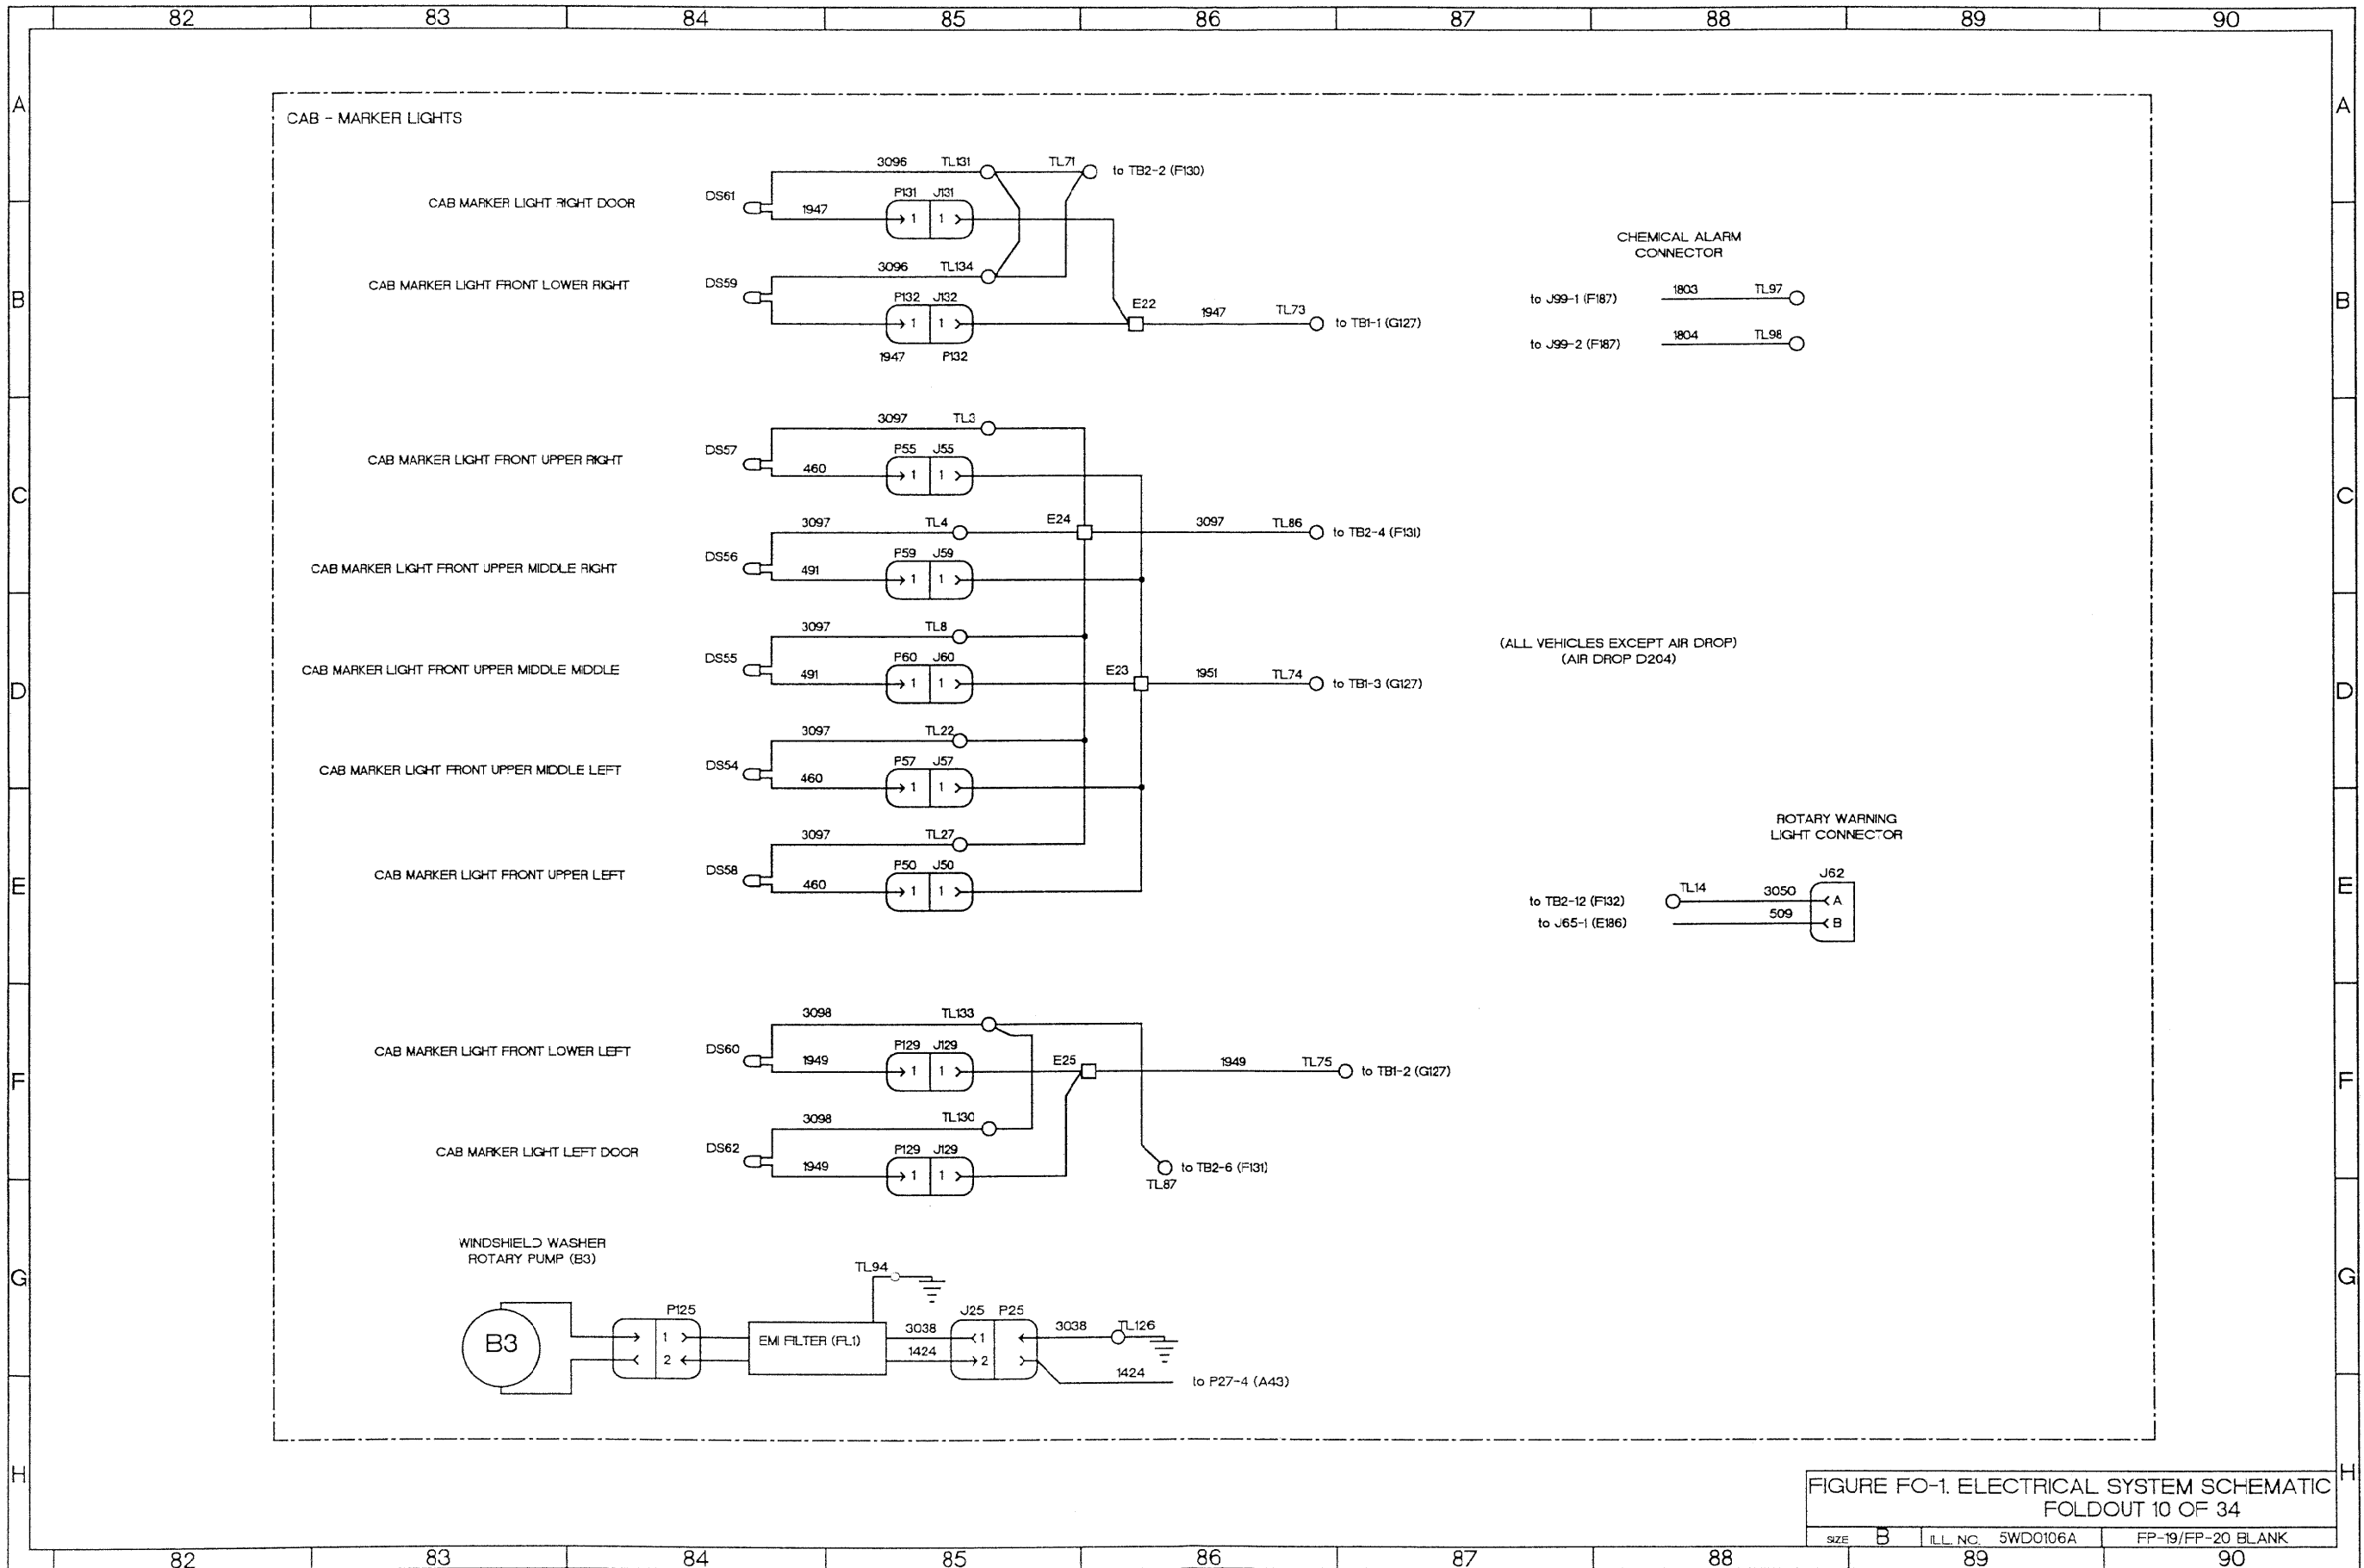 82 83 84 85 86 87 88 89 90
A A
B B
C C
D D
E E
F F
G G
H H
CAB - MARKER LIGHTS
3096 TL131 TL71 to TB2-2 (F130)
CAB MARKER LIGHT RIGHT DOOR DS61
P131 J131
1947 1 1
3096 TL134
CAB MARKER LIGHT FRONT LOWER RIGHT DS59
P132 J132
1 1
1947 P132
E22 1947 TL73 to TB1-1 (G127)
CHEMICAL ALARM
CONNECTOR
to J99-1 (F187) 1803 TL97
to J99-2 (F187) 1804 TL98
3097 TL3
CAB MARKER LIGHT FRONT UPPER RIGHT DS57
P55 J55
460 1 1
3097 TL4 E24 3097 TL86 to TB2-4 (F131)
CAB MARKER LIGHT FRONT UPPER MIDDLE RIGHT DS56
P59 J59
491 1 1
3097 TL8
CAB MARKER LIGHT FRONT UPPER MIDDLE MIDDLE DS55
P60 J60
491 1 1
E23 1951 TL74 to TB1-3 (G127)
(ALL VEHICLES EXCEPT AIR DROP)
(AIR DROP D204)
3097 TL22
CAB MARKER LIGHT FRONT UPPER MIDDLE LEFT DS54
P57 J57
460 1 1
3097 TL27
CAB MARKER LIGHT FRONT UPPER LEFT DS58
P50 J50
460 1 1
ROTARY WARNING
LIGHT CONNECTOR
J62
to TB2-12 (F132) TL14 3050 A
to J65-1 (E186) 509 B
3098 TL133
CAB MARKER LIGHT FRONT LOWER LEFT DS60
P129 J129
1949 1 1
E25 1949 TL75 to TB1-2 (G127)
3098 TL130
CAB MARKER LIGHT LEFT DOOR DS62
P129 J129
1949 1 1
to TB2-6 (F131)
TL87
WINDSHIELD WASHER
ROTARY PUMP (B3)
TL94
B3
P125
1
2
EMI FILTER (FL1)
3038
1424
J25 P25
1
2
3038 TL126
1424 to P27-4 (A43)
FIGURE FO-1. ELECTRICAL SYSTEM SCHEMATIC
FOLDOUT 10 OF 34
SIZE B ILL. NO. 5WD0106A FP-19/FP-20 BLANK
82 83 84 85 86 87 88 89 90